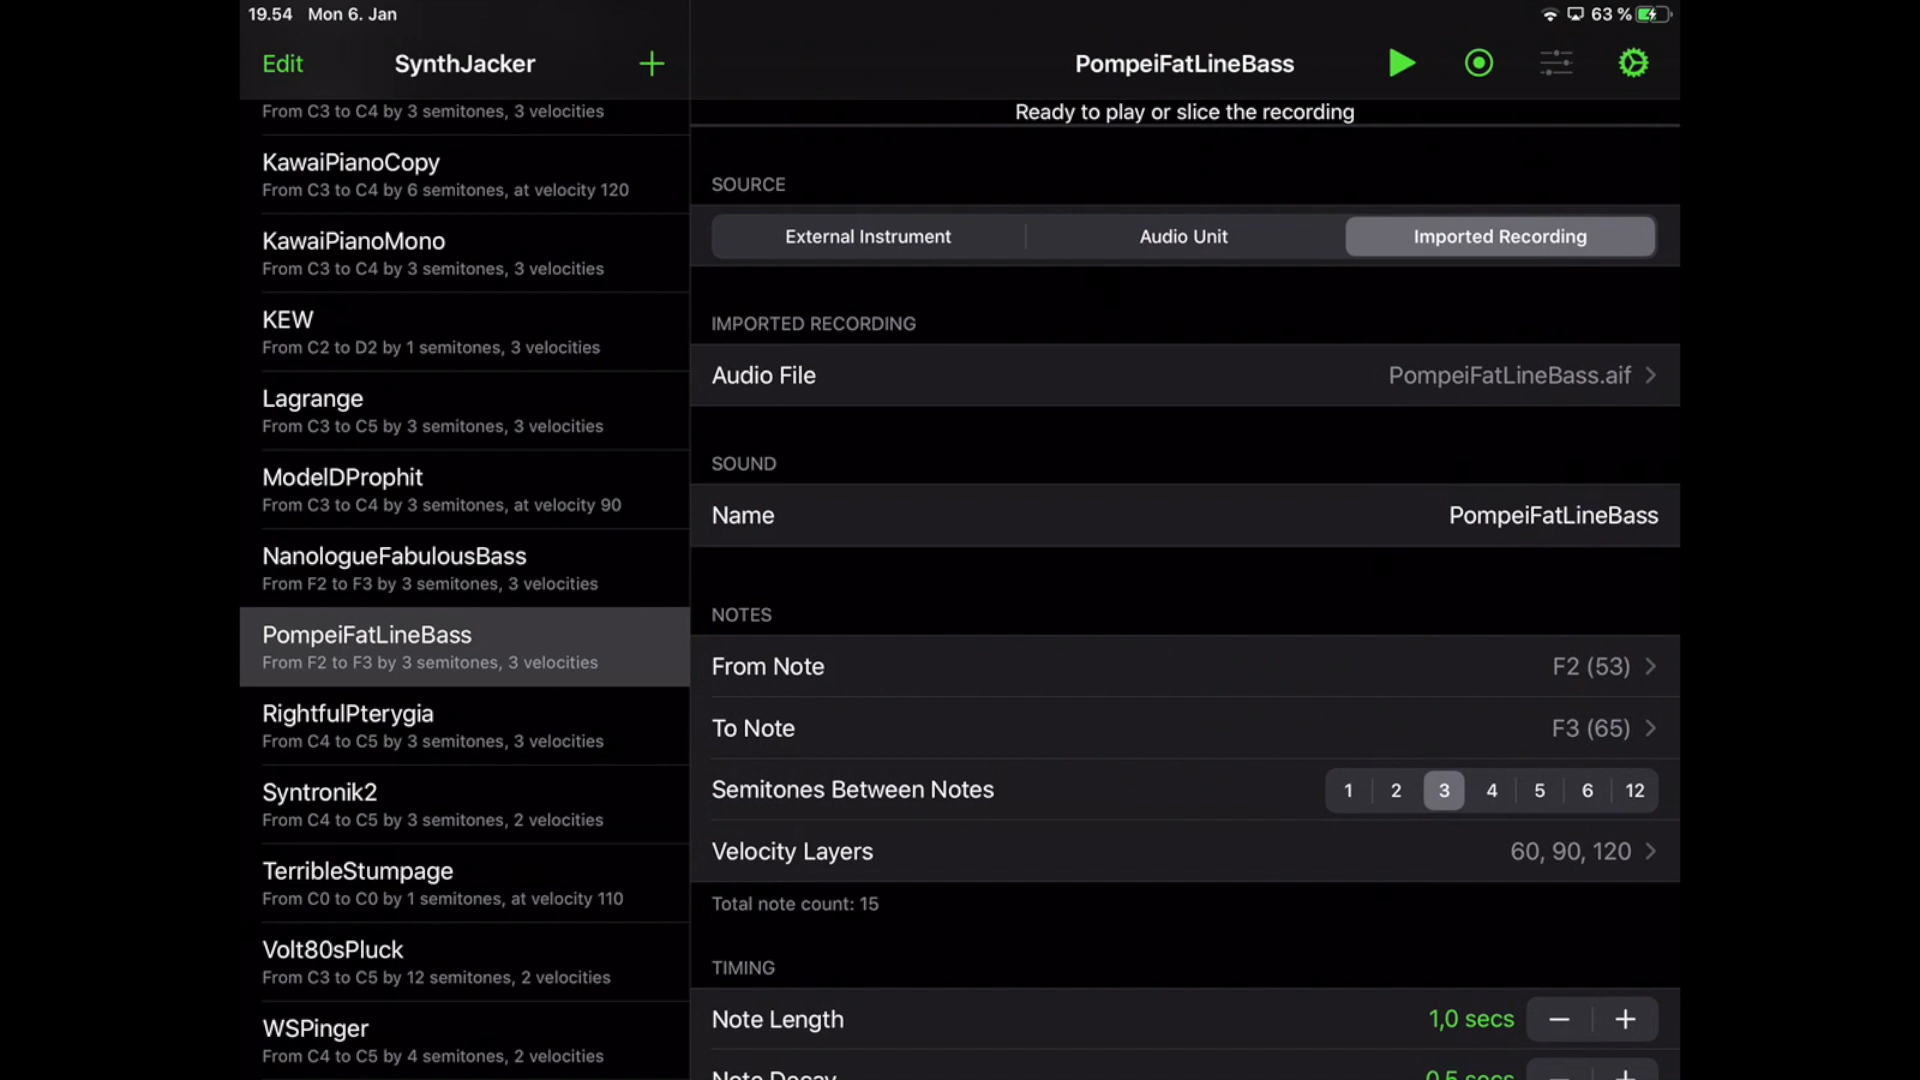 19.54 Mon 6. Jan
63 %
Edit
SynthJacker
From C3 to C4 by 3 semitones, 3 velocities
KawaiPianoCopy
From C3 to C4 by 6 semitones, at velocity 120
KawaiPianoMono
From C3 to C4 by 3 semitones, 3 velocities
KEW
From C2 to D2 by 1 semitones, 3 velocities
Lagrange
From C3 to C5 by 3 semitones, 3 velocities
ModelDProphit
From C3 to C4 by 3 semitones, at velocity 90
NanologueFabulousBass
From F2 to F3 by 3 semitones, 3 velocities
PompeiFatLineBass
From F2 to F3 by 3 semitones, 3 velocities
RightfulPterygia
From C4 to C5 by 3 semitones, 3 velocities
Syntronik2
From C4 to C5 by 3 semitones, 2 velocities
TerribleStumpage
From C0 to C0 by 1 semitones, at velocity 110
Volt80sPluck
From C3 to C5 by 12 semitones, 2 velocities
WSPinger
From C4 to C5 by 4 semitones, 2 velocities
PompeiFatLineBass
Ready to play or slice the recording
SOURCE
External Instrument Audio Unit Imported Recording
IMPORTED RECORDING
Audio File PompeiFatLineBass.aif
SOUND
Name PompeiFatLineBass
NOTES
From Note F2 (53)
To Note F3 (65)
Semitones Between Notes 1 2 3 4 5 6 12
Velocity Layers 60, 90, 120
Total note count: 15
TIMING
Note Length 1,0 secs
Note Decay 0,5 secs